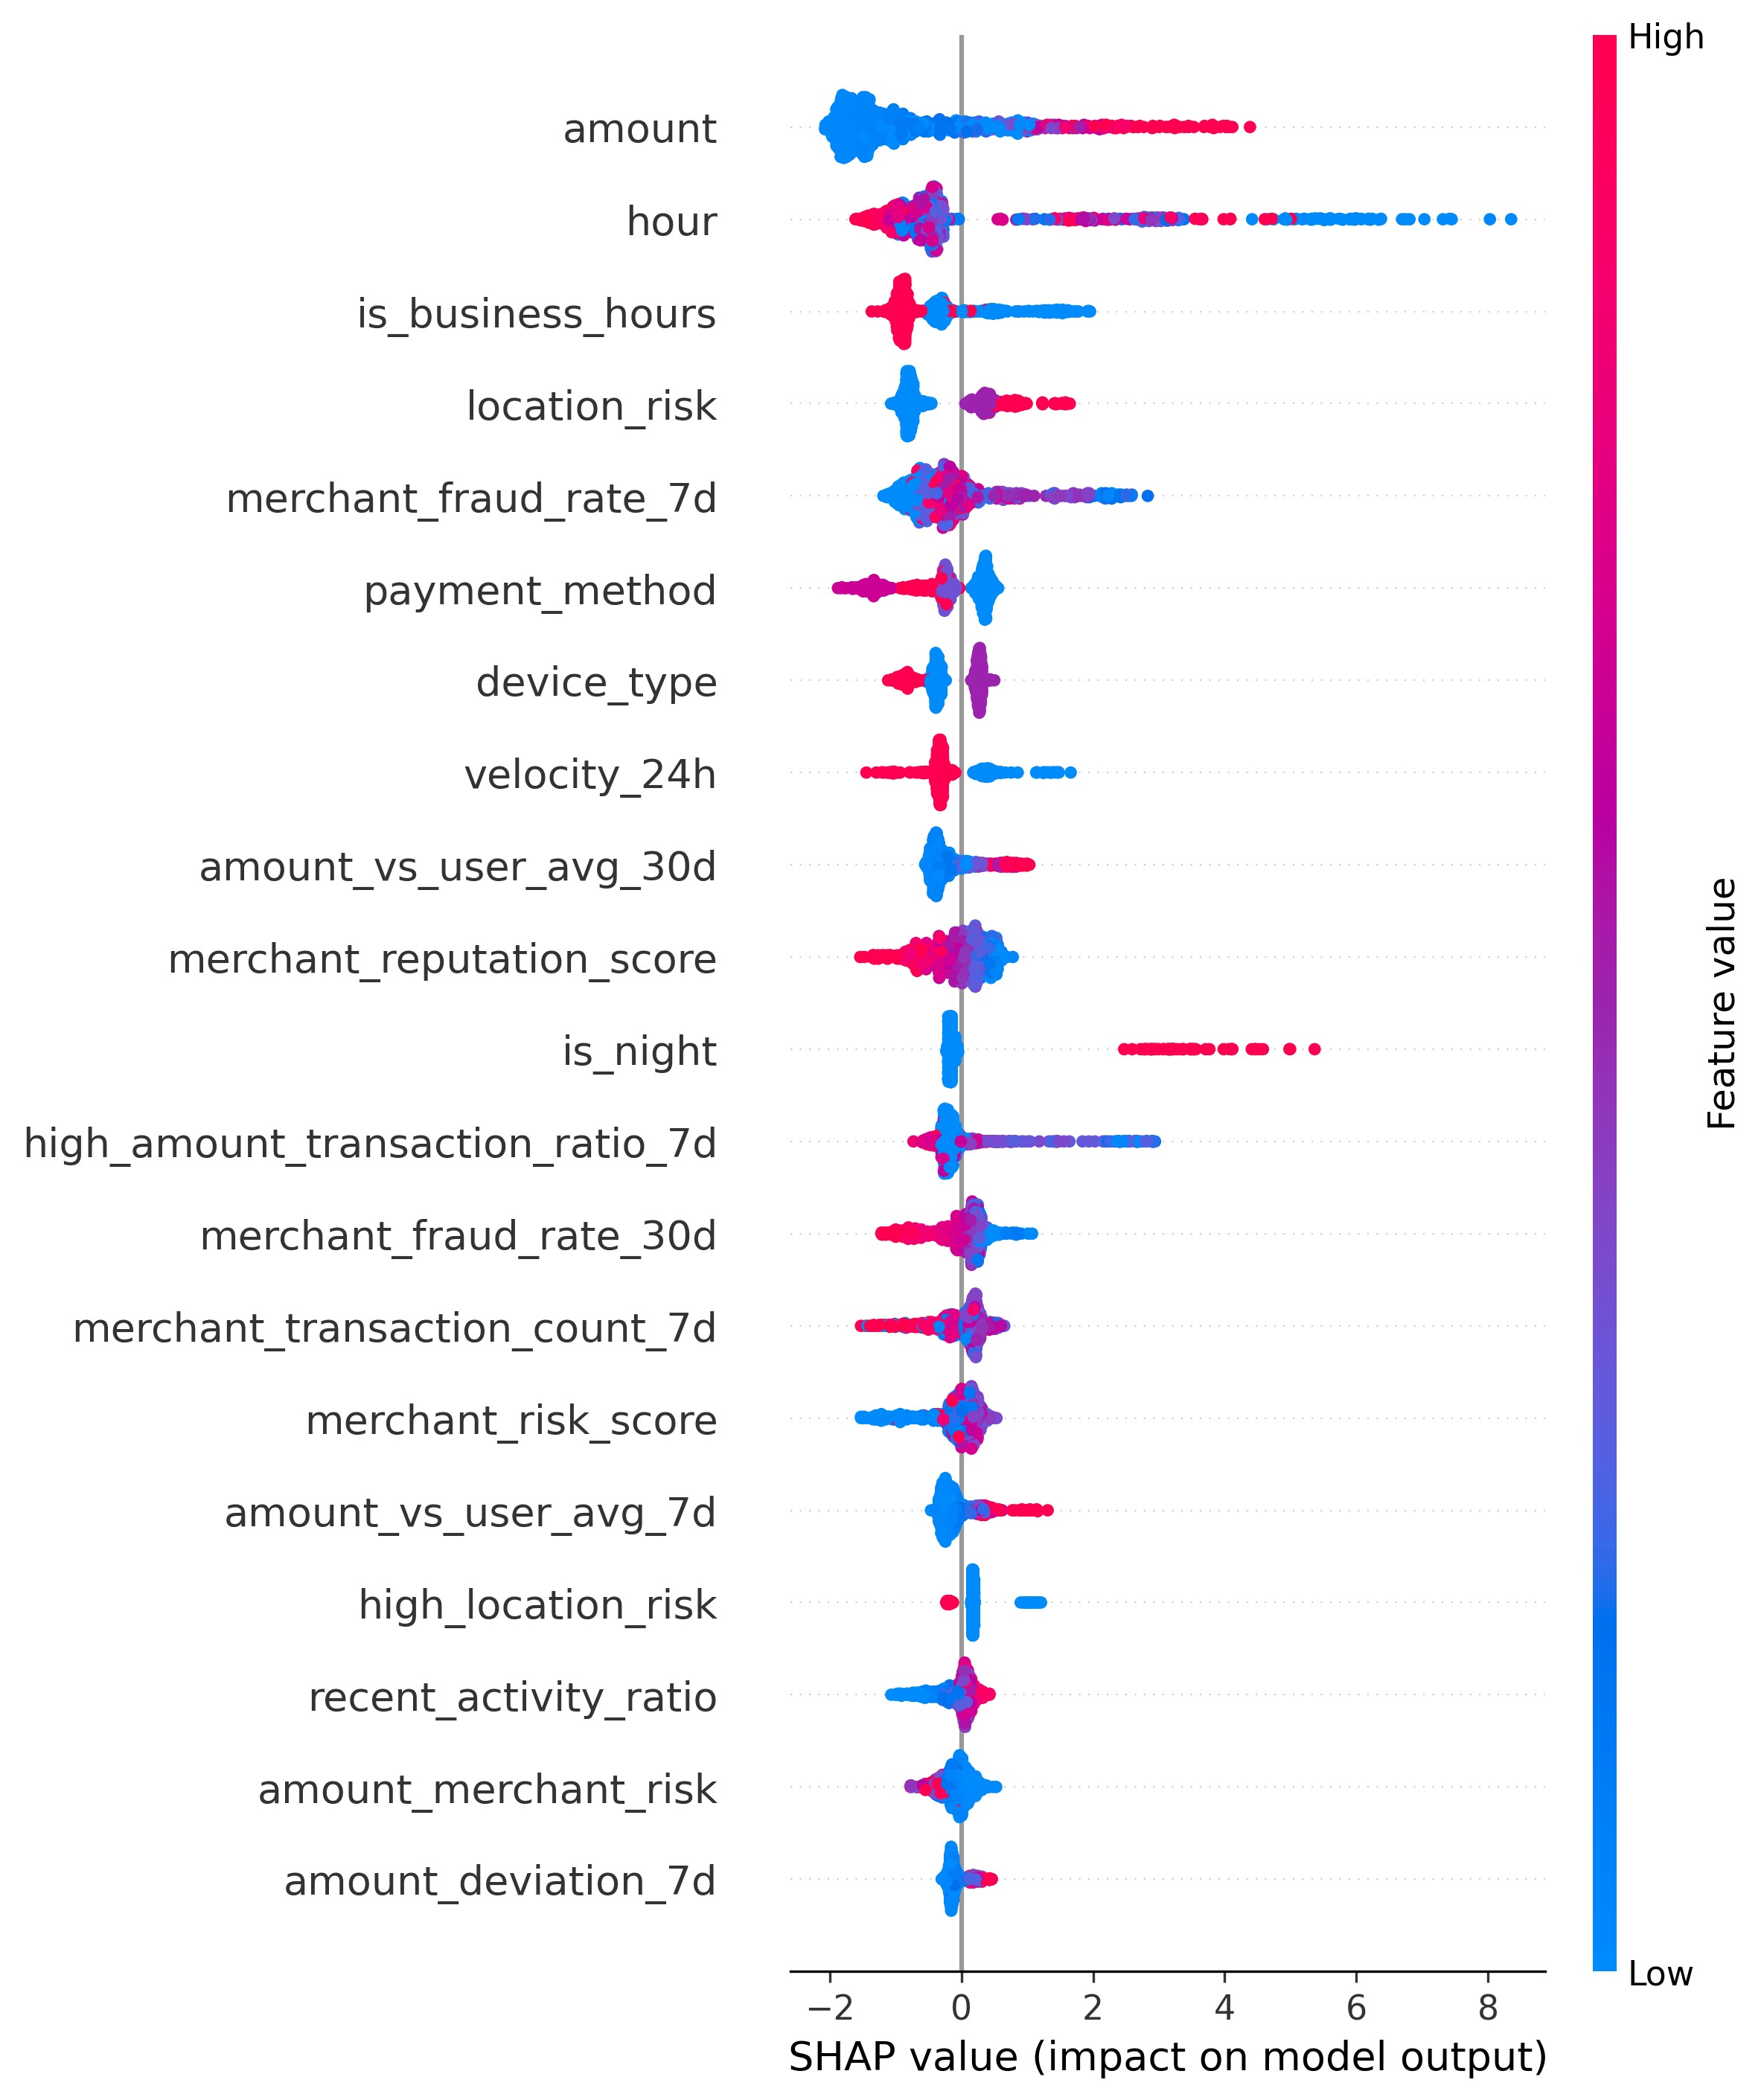 High
amount
hour
is_business_hours
location_risk
merchant_fraud_rate_7d
payment_method
device_type
velocity_24h
amount_vs_user_avg_30d
merchant_reputation_score
is_night
high_amount_transaction_ratio_7d
merchant_fraud_rate_30d
merchant_transaction_count_7d
merchant_risk_score
amount_vs_user_avg_7d
high_location_risk
recent_activity_ratio
amount_merchant_risk
amount_deviation_7d
Feature value
Low
−2 0 2 4 6 8
SHAP value (impact on model output)